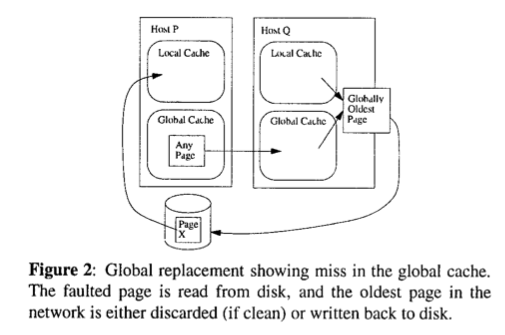 Host P
Host Q
Local Cache
Local Cache
Globally
Oldest
Page
Global Cache
Global Cache
Any
Page
Page
X
Figure 2: Global replacement showing miss in the global cache.
The faulted page is read from disk, and the oldest page in the
network is either discarded (if clean) or written back to disk.